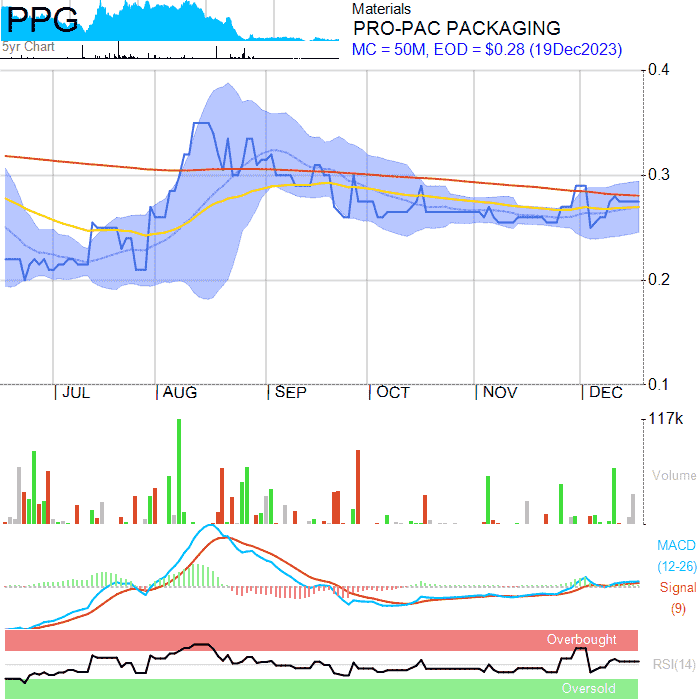 PPG
5yr Chart
Materials
PRO-PAC PACKAGING
MC = 50M, EOD = $0.28 (19Dec2023)
0.4
0.3
0.2
0.1
JUL AUG SEP OCT NOV DEC
117k
Volume
MACD
(12-26)
Signal
(9)
Overbought
RSI(14)
Oversold